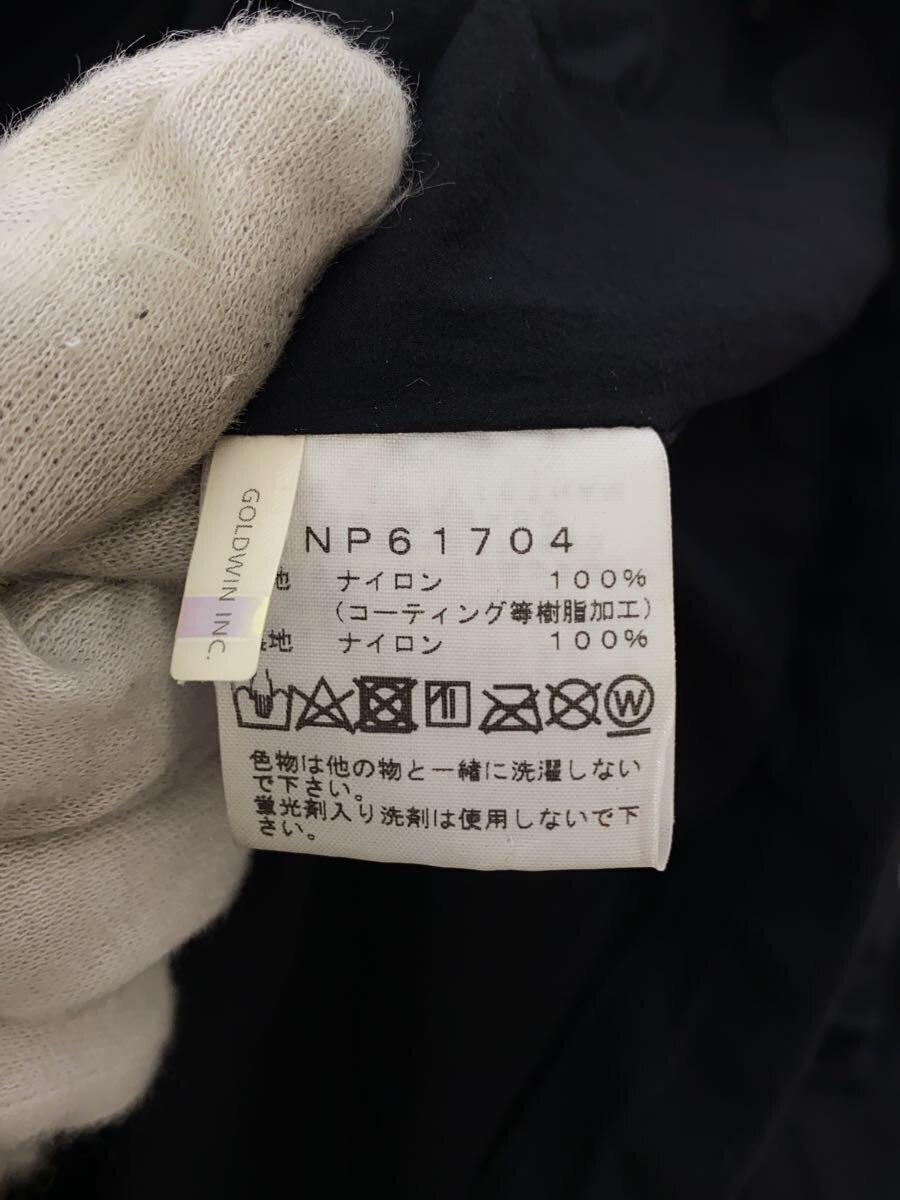 GOLDWIN INC.
NP61704
地 ナイロン 100%
(コーティング等樹脂加工)
地 ナイロン 100%
W
色物は他の物と一緒に洗濯しない
で下さい。
蛍光剤入り洗剤は使用しないで下
さい。